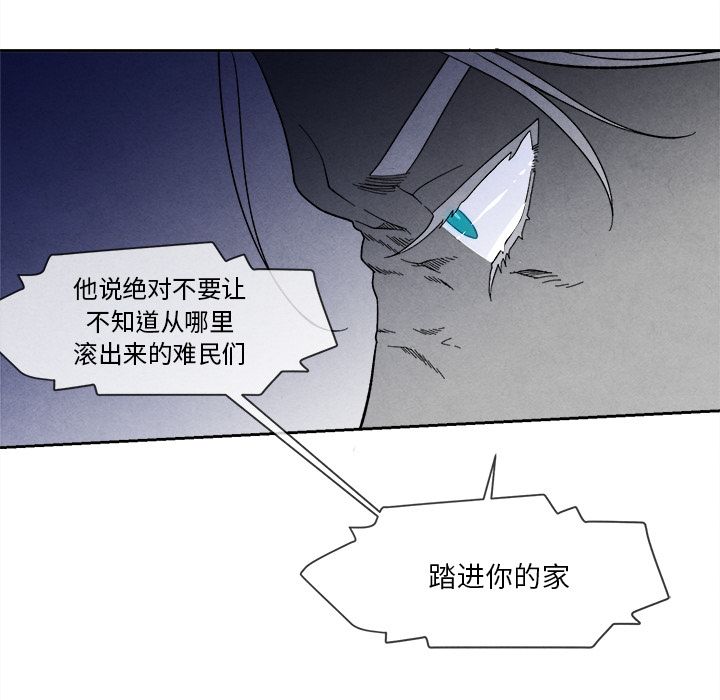 他说绝对不要让
不知道从哪里
滚出来的难民们
踏进你的家